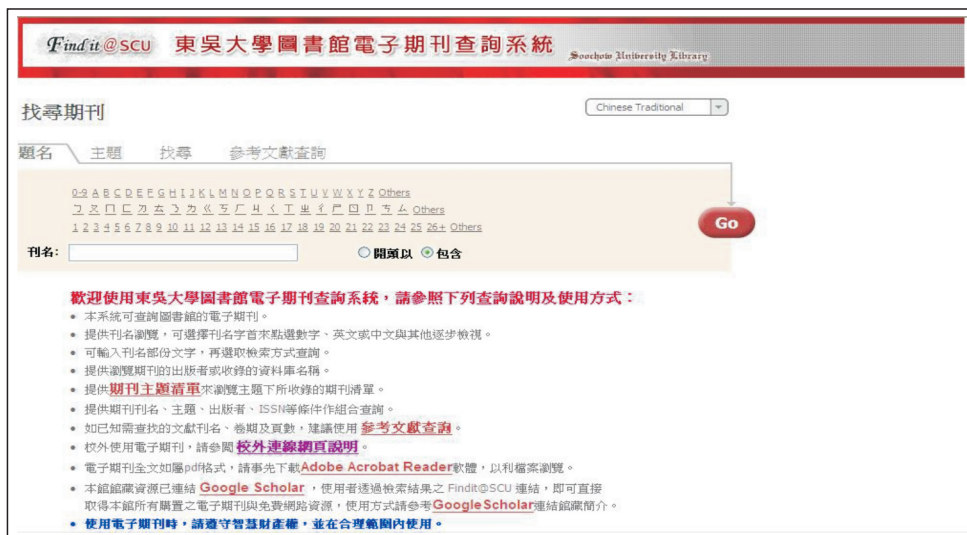 Findit@SCU 東吳大學圖書館電子期刊查詢系統 Soochow University Library
找尋期刊 Chinese Traditional
題名 主題 找尋 參考文獻查詢
0-9 A B C D E F G H I J K L M N O P Q R S T U V W X Y Z Others
ㄅ ㄆ ㄇ ㄈ ㄉ ㄊ ㄋ ㄌ ㄍ ㄎ ㄏ ㄐ ㄑ ㄒ ㄓ ㄔ ㄕ ㄖ ㄗ ㄘ ㄙ Others
1 2 3 4 5 6 7 8 9 10 11 12 13 14 15 16 17 18 19 20 21 22 23 24 25 26+ Others
Go
刊名: 開頭以 包含
歡迎使用東吳大學圖書館電子期刊查詢系統,請參照下列查詢說明及使用方式:
• 本系統可查詢圖書館的電子期刊。
• 提供刊名瀏覽,可選擇刊名字首來點選數字、英文或中文與其他逐步檢視。
• 可輸入刊名部份文字,再選取檢索方式查詢。
• 提供瀏覽期刊的出版者或收錄的資料庫名稱。
• 提供期刊主題清單來瀏覽主題下所收錄的期刊清單。
• 提供期刊刊名、主題、出版者、ISSN等條件作組合查詢。
• 如已知需查找的文獻刊名、卷期及頁數,建議使用 參考文獻查詢。
• 校外使用電子期刊,請參閱 校外連線網頁說明。
• 電子期刊全文如屬pdf格式,請事先下載Adobe Acrobat Reader軟體,以利檔案瀏覽。
• 本館館藏資源已連結 Google Scholar ,使用者透過檢索結果之 Findit@SCU 連結,即可直接
取得本館所有購置之電子期刊與免費網路資源,使用方式請參考GoogleScholar連結館藏簡介。
• 使用電子期刊時,請遵守智慧財產權,並在合理範圍內使用。